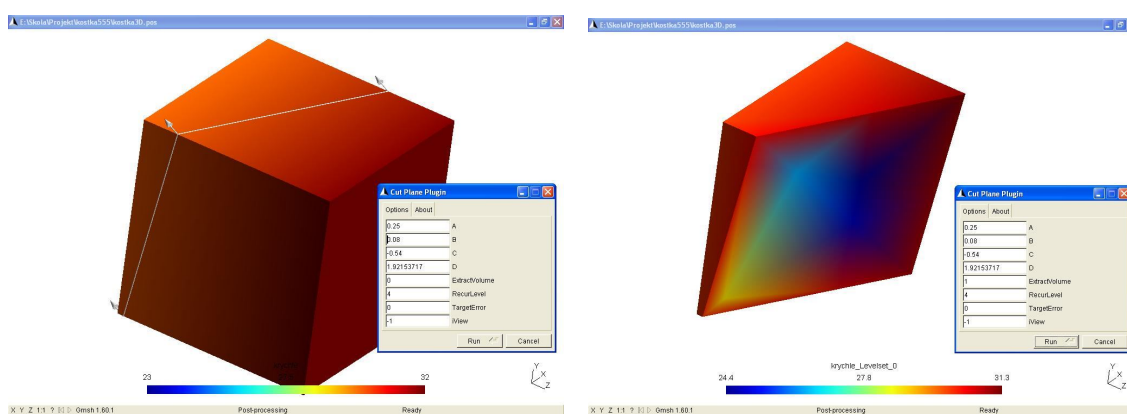 E:\Skola\Projekt\kostka555\kostka3D.pos
Cut Plane Plugin
Options About
0.25 A
0.08 B
-0.54 C
1.92153717 D
0 ExtractVolume
4 RecurLevel
0 TargetError
-1 iView
Run Cancel
23 32
Y
X
Z
X Y Z 1:1 ? Gmsh 1.60.1 Post-processing Ready
E:\Skola\Projekt\kostka555\kostka3D.pos
Cut Plane Plugin
Options About
0.25 A
0.08 B
-0.54 C
1.92153717 D
1 ExtractVolume
4 RecurLevel
0 TargetError
-1 iView
Run Cancel
krychle_Levelset_0
24.4 27.8 31.3
Y
X
Z
X Y Z 1:1 ? Gmsh 1.60.1 Post-processing Ready